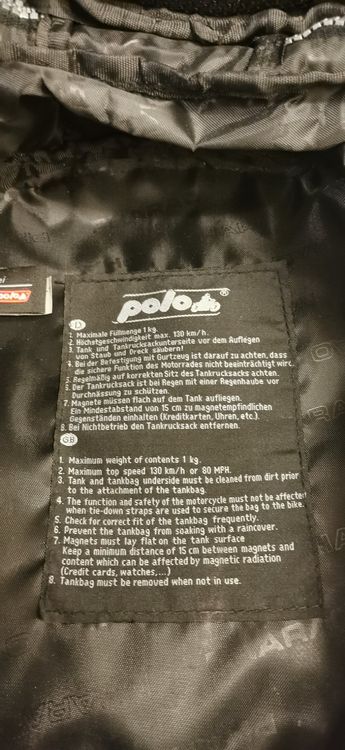 ei
polo
polo ®
D
1. Maximale Füllmenge 1 kg.
2. Höchstgeschwindigkeit max. 130 km/h.
3. Tank und Tankrucksackunterseite vor dem Auflegen
von Staub und Dreck säubern!
4. Bei der Befestigung mit Gurtzeug ist darauf zu achten, dass
die sichere Funktion des Motorrades nicht beeinträchtigt wird.
5. Regelmäßig auf korrekten Sitz des Tankrucksacks achten.
6. Der Tankrucksack ist bei Regen mit einer Regenhaube vor
Durchnässung zu schützen.
7. Magnete müssen flach auf dem Tank aufliegen.
Ein Mindestabstand von 15 cm zu magnetempfindlichen
Gegenständen einhalten (Kreditkarten, Uhren, etc.).
8. Bei Nichtbetrieb den Tankrucksack entfernen.
GB
1. Maximum weight of contents 1 kg.
2. Maximum top speed 130 km/h or 80 MPH.
3. Tank and tankbag underside must be cleaned from dirt prior
to the attachment of the tankbag.
4. The function and safety of the motorcycle must not be affected
when tie-down straps are used to secure the bag to the bike.
5. Check for correct fit of the tankbag frequently.
6. Prevent the tankbag from soaking with a raincover.
7. Magnets must lay flat on the tank surface
Keep a minimum distance of 15 cm between magnets and
content which can be affected by magnetic radiation
(Credit cards, watches,...)
8. Tankbag must be removed when not in use.